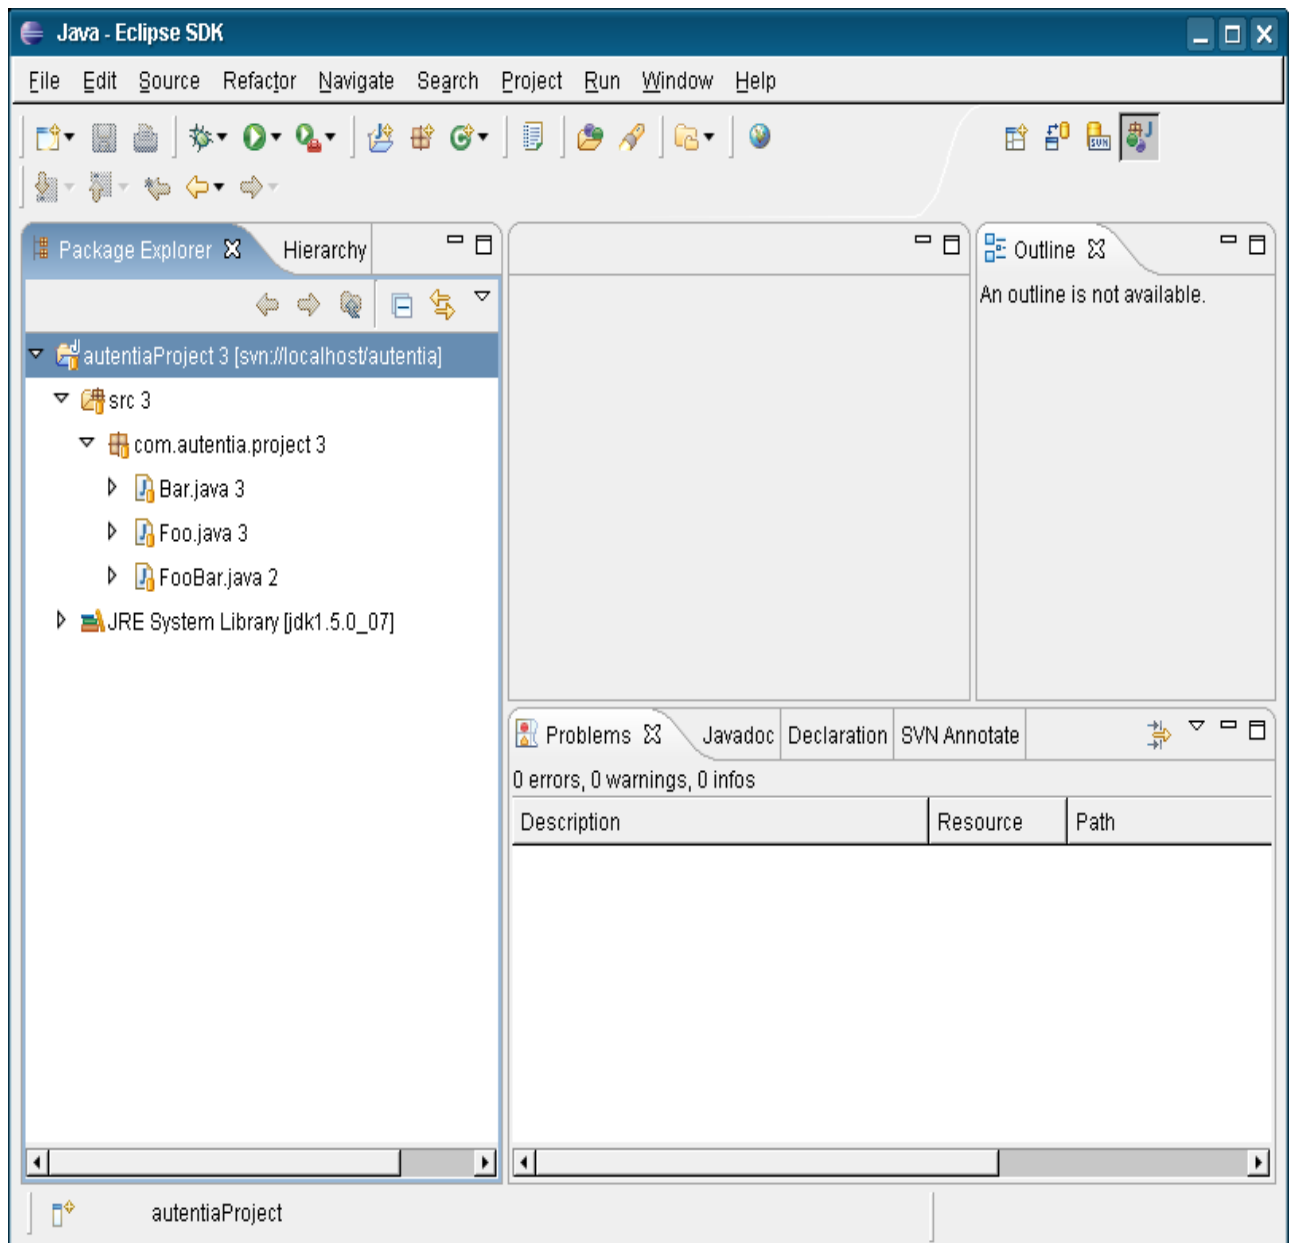 Java - Eclipse SDK
File Edit Source Refactor Navigate Search Project Run Window Help
SVN J
Package Explorer Hierarchy
Outline
An outline is not available.
autentiaProject 3 [svn://localhost/autentia]
src 3
com.autentia.project 3
Bar.java 3
Foo.java 3
FooBar.java 2
JRE System Library [jdk1.5.0_07]
Problems Javadoc Declaration SVN Annotate
0 errors, 0 warnings, 0 infos
Description Resource Path
autentiaProject